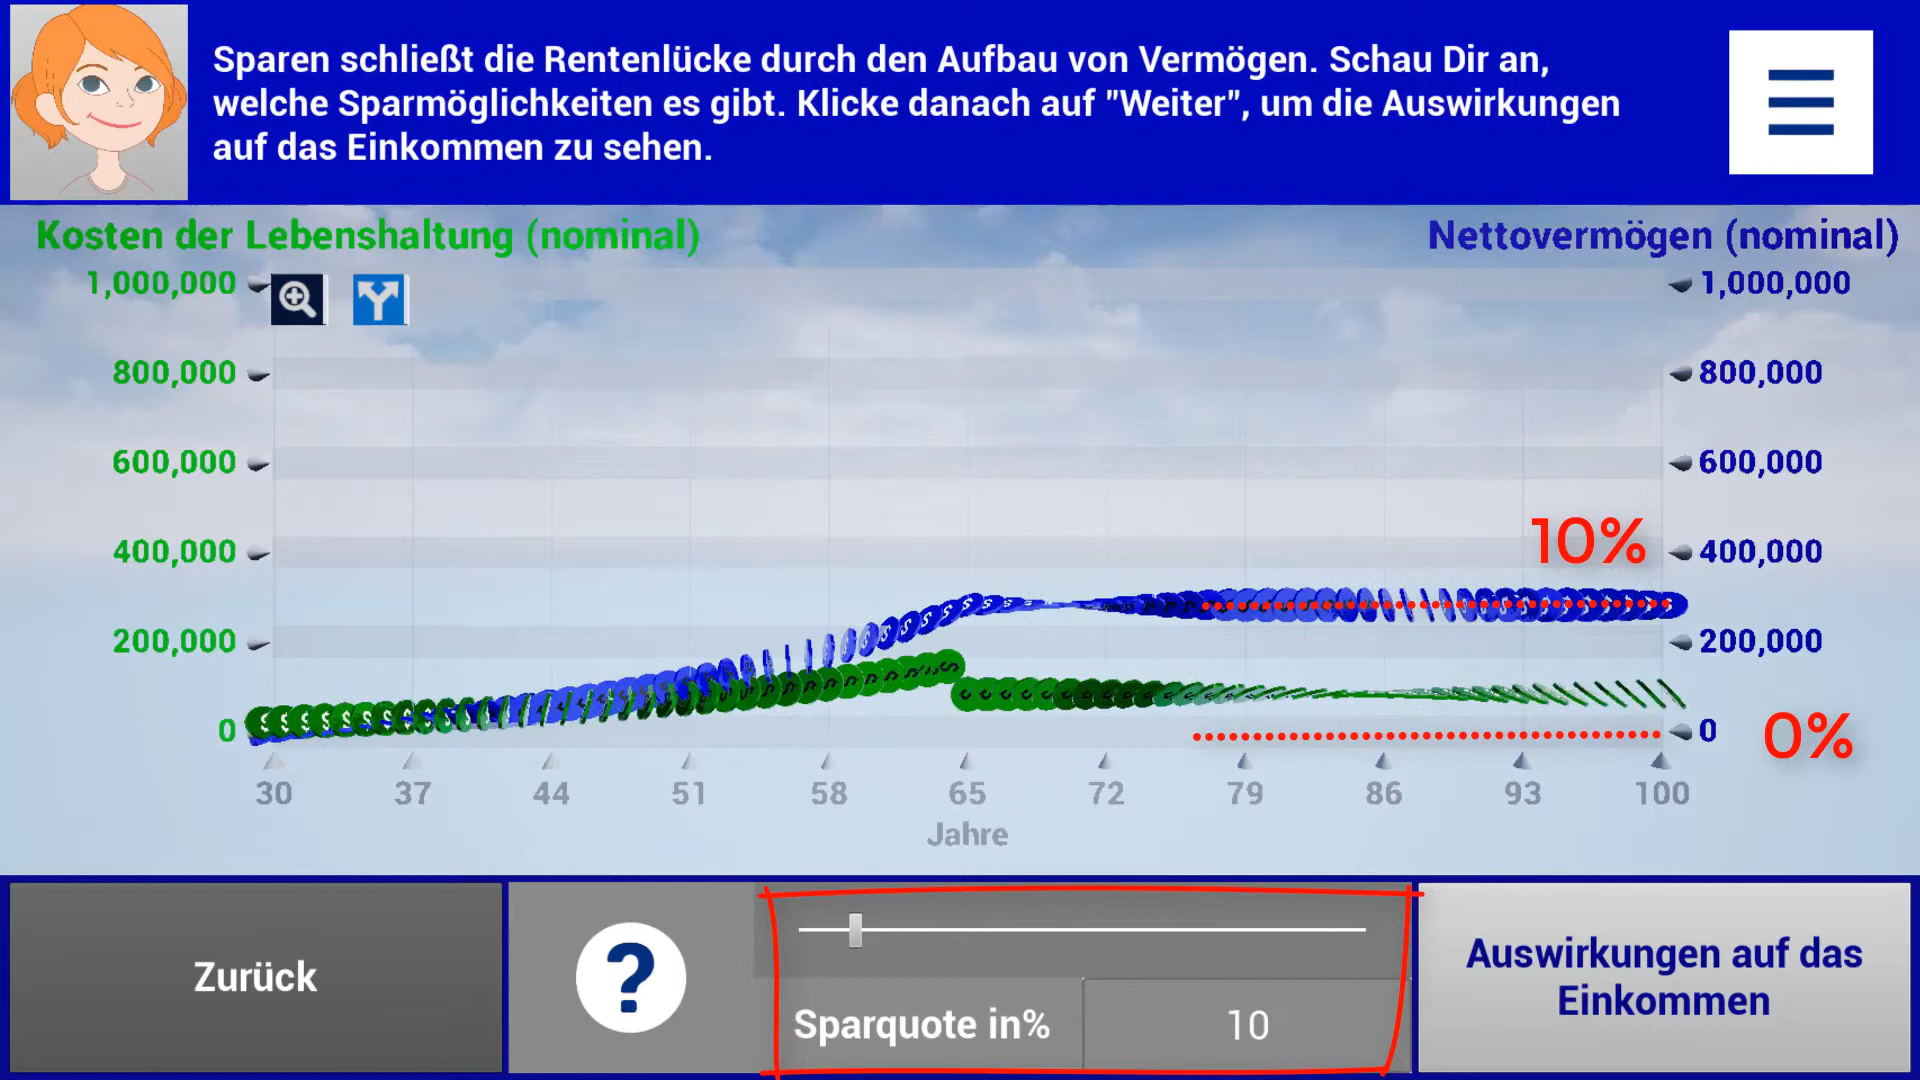 Sparen schließt die Rentenlücke durch den Aufbau von Vermögen. Schau Dir an,
welche Sparmöglichkeiten es gibt. Klicke danach auf "Weiter", um die Auswirkungen
auf das Einkommen zu sehen.
Kosten der Lebenshaltung (nominal)
Nettovermögen (nominal)
1,000,000
1,000,000
800,000
800,000
600,000
600,000
10%
400,000
400,000
200,000
200,000
0
0
0%
30 37 44 51 58 65 72 79 86 93 100
Jahre
Zurück
?
Sparquote in%
10
Auswirkungen auf das
Einkommen